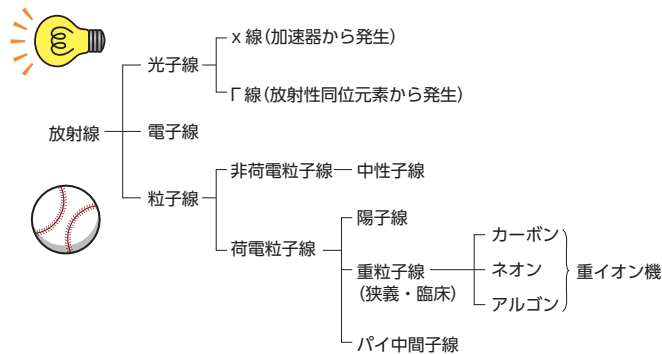 x線(加速器から発生)
光子線
Γ線(放射性同位元素から発生)
放射線
電子線
非荷電粒子線
中性子線
粒子線
陽子線
荷電粒子線
カーボン
重粒子線
(狭義・臨床)
ネオン
重イオン機
アルゴン
パイ中間子線